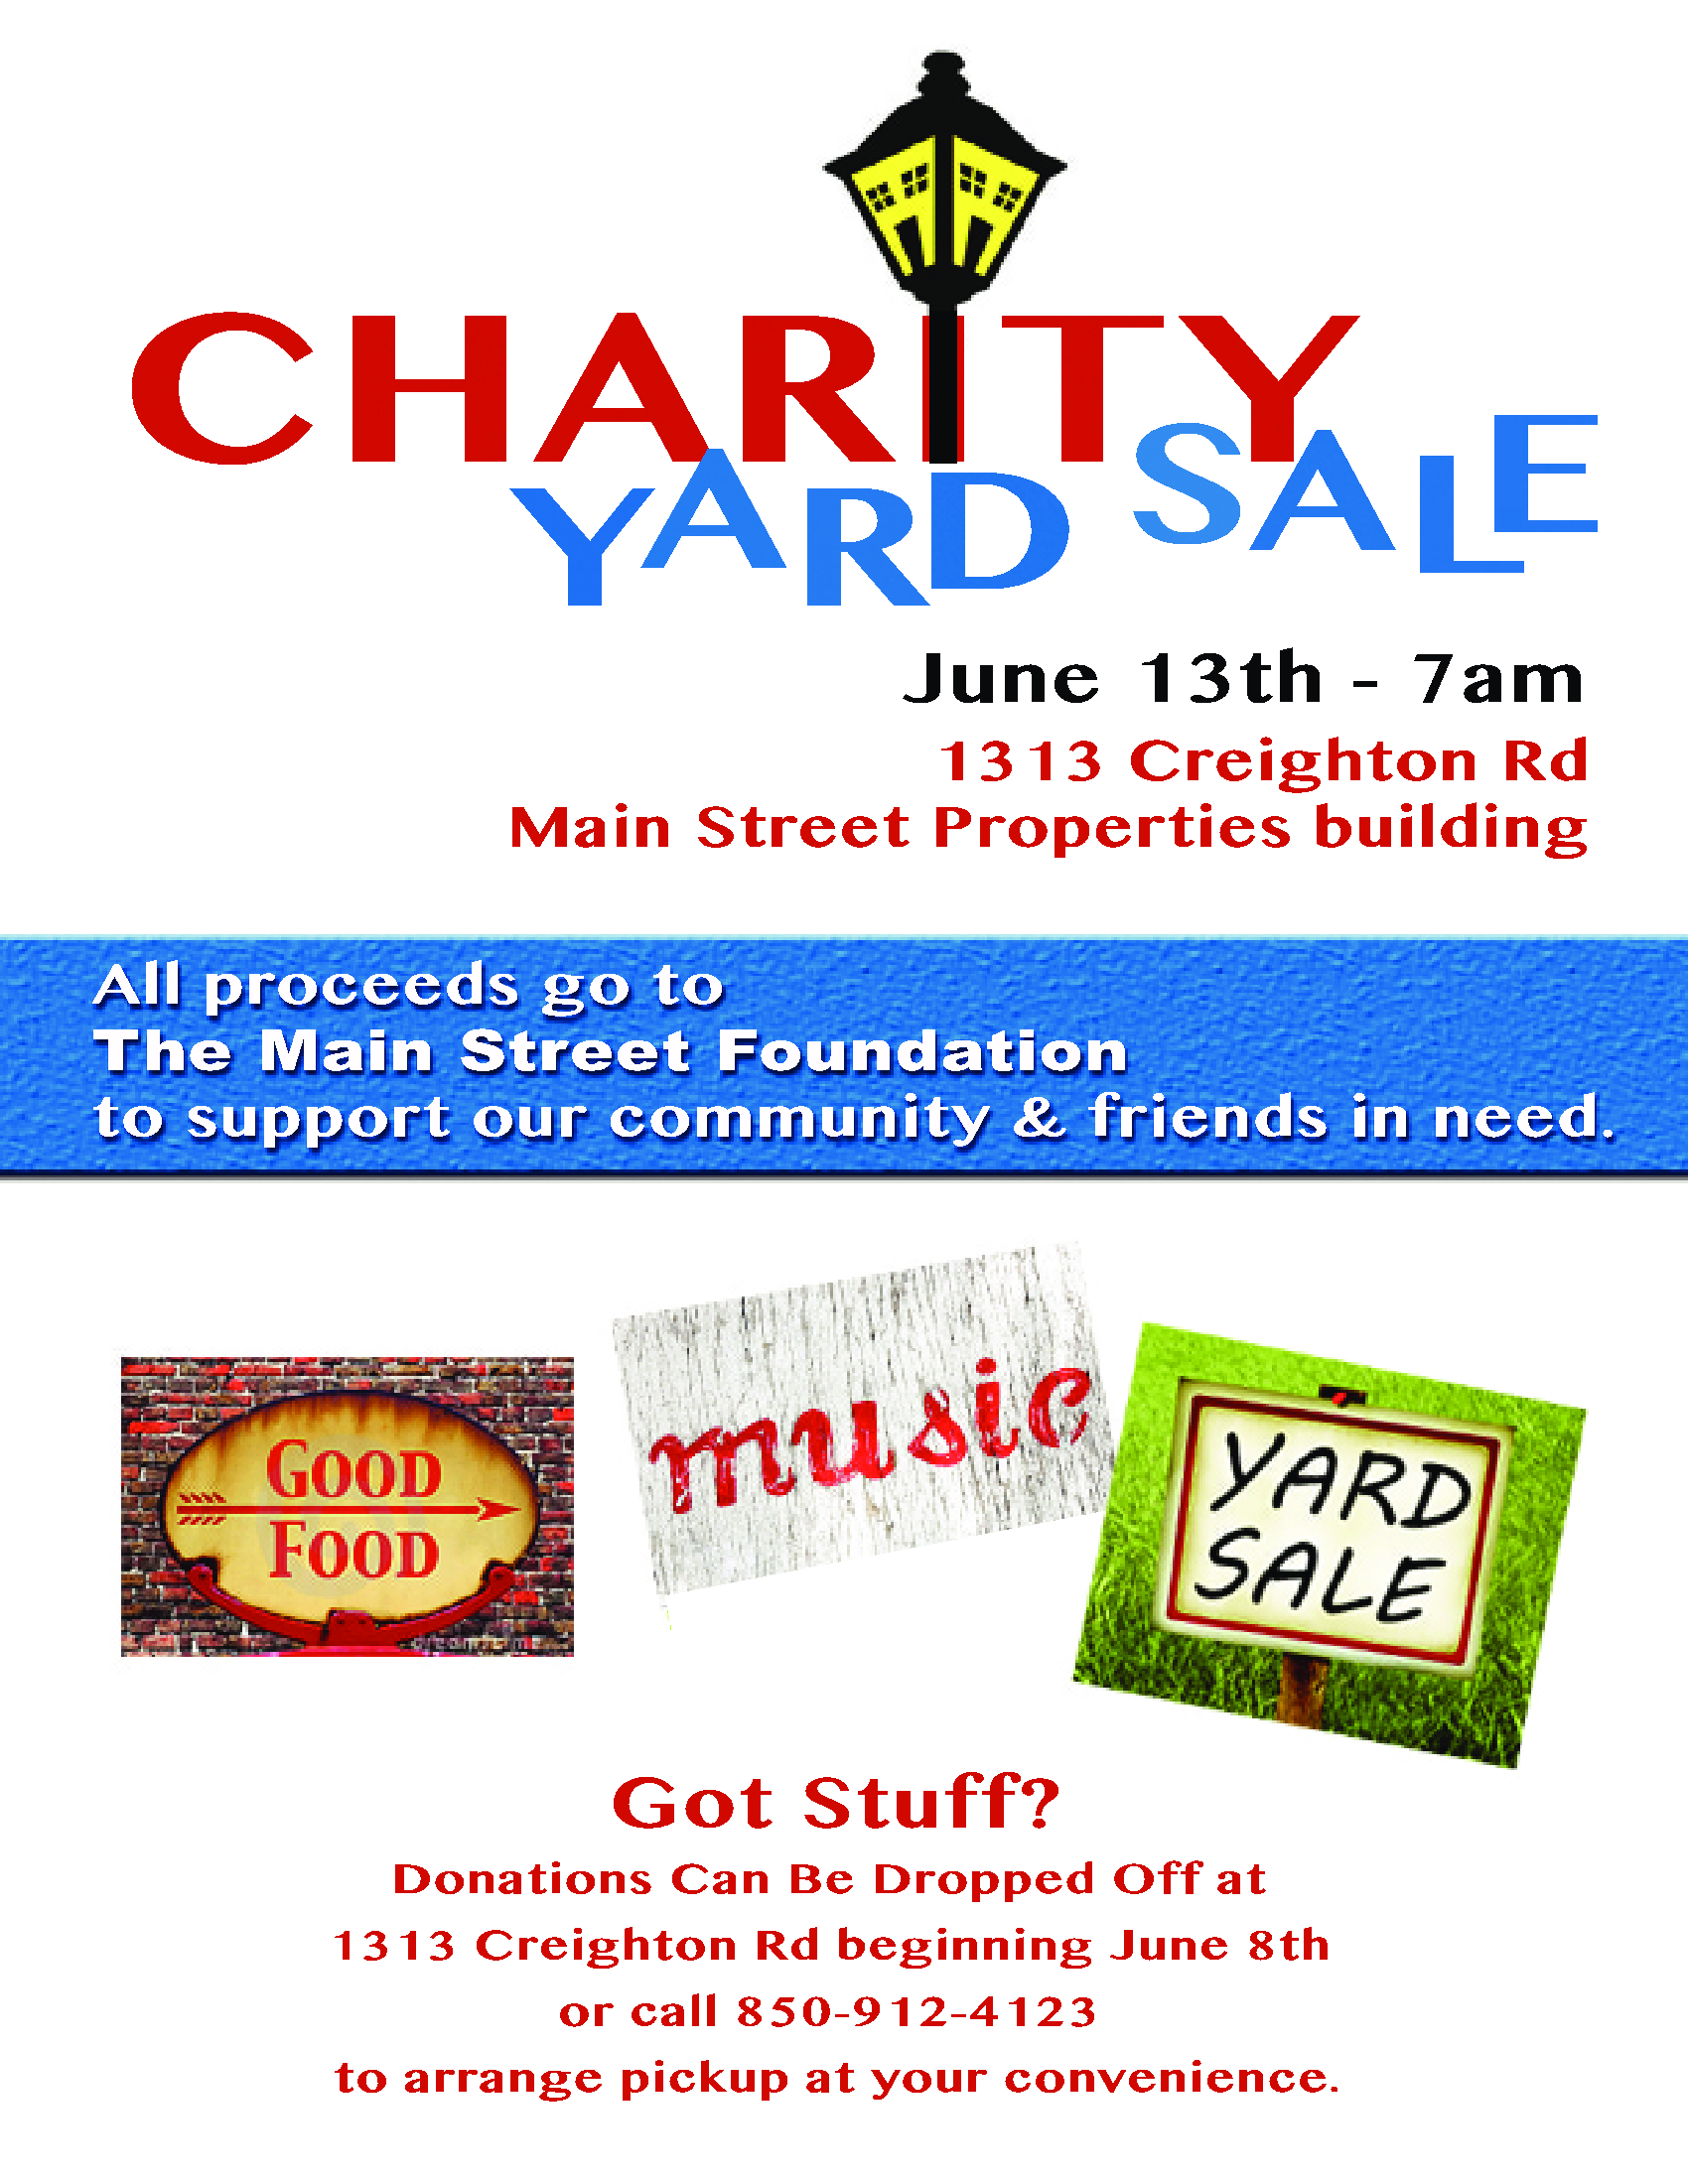 CHARITY
YARD SALE
June 13th - 7am
1313 Creighton Rd
Main Street Properties building
All proceeds go to
The Main Street Foundation
to support our community & friends in need.
GOOD
FOOD
music
YARD
SALE
Got Stuff?
Donations Can Be Dropped Off at
1313 Creighton Rd beginning June 8th
or call 850-912-4123
to arrange pickup at your convenience.